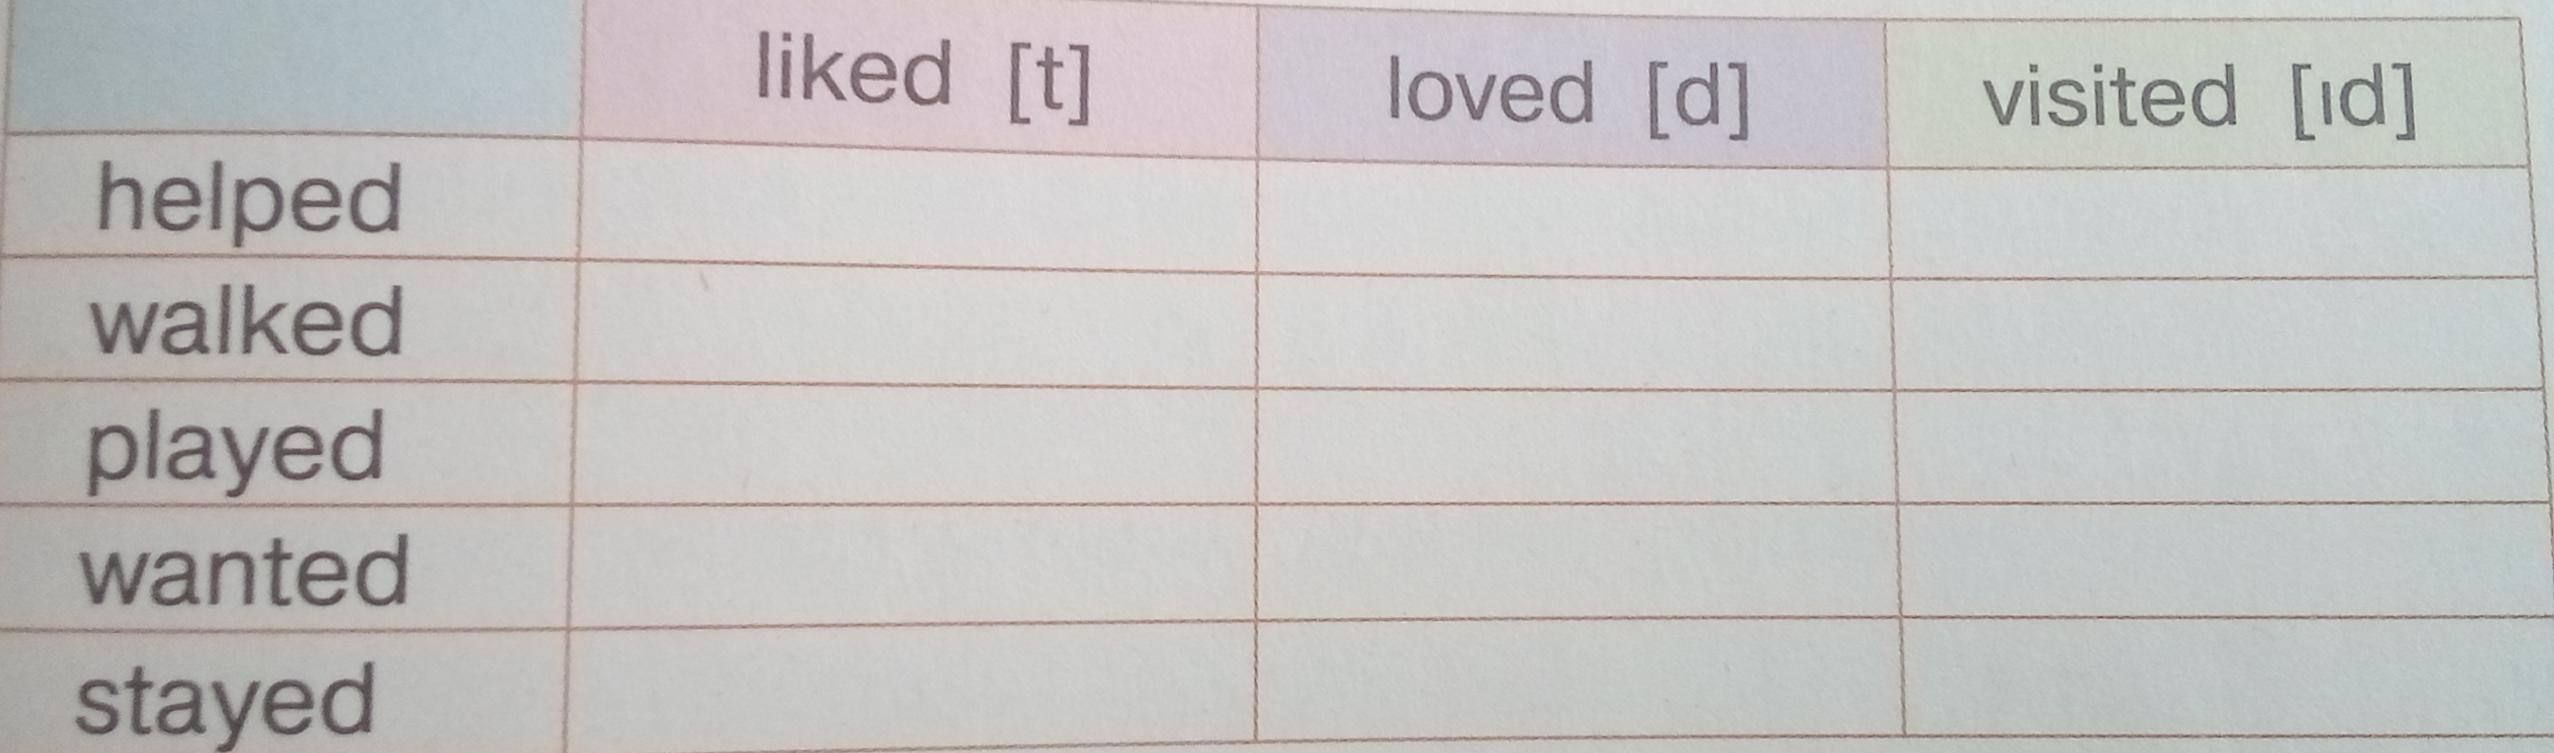 liked [t] loved [d] visited [ɪd]
helped
walked
played
wanted
stayed